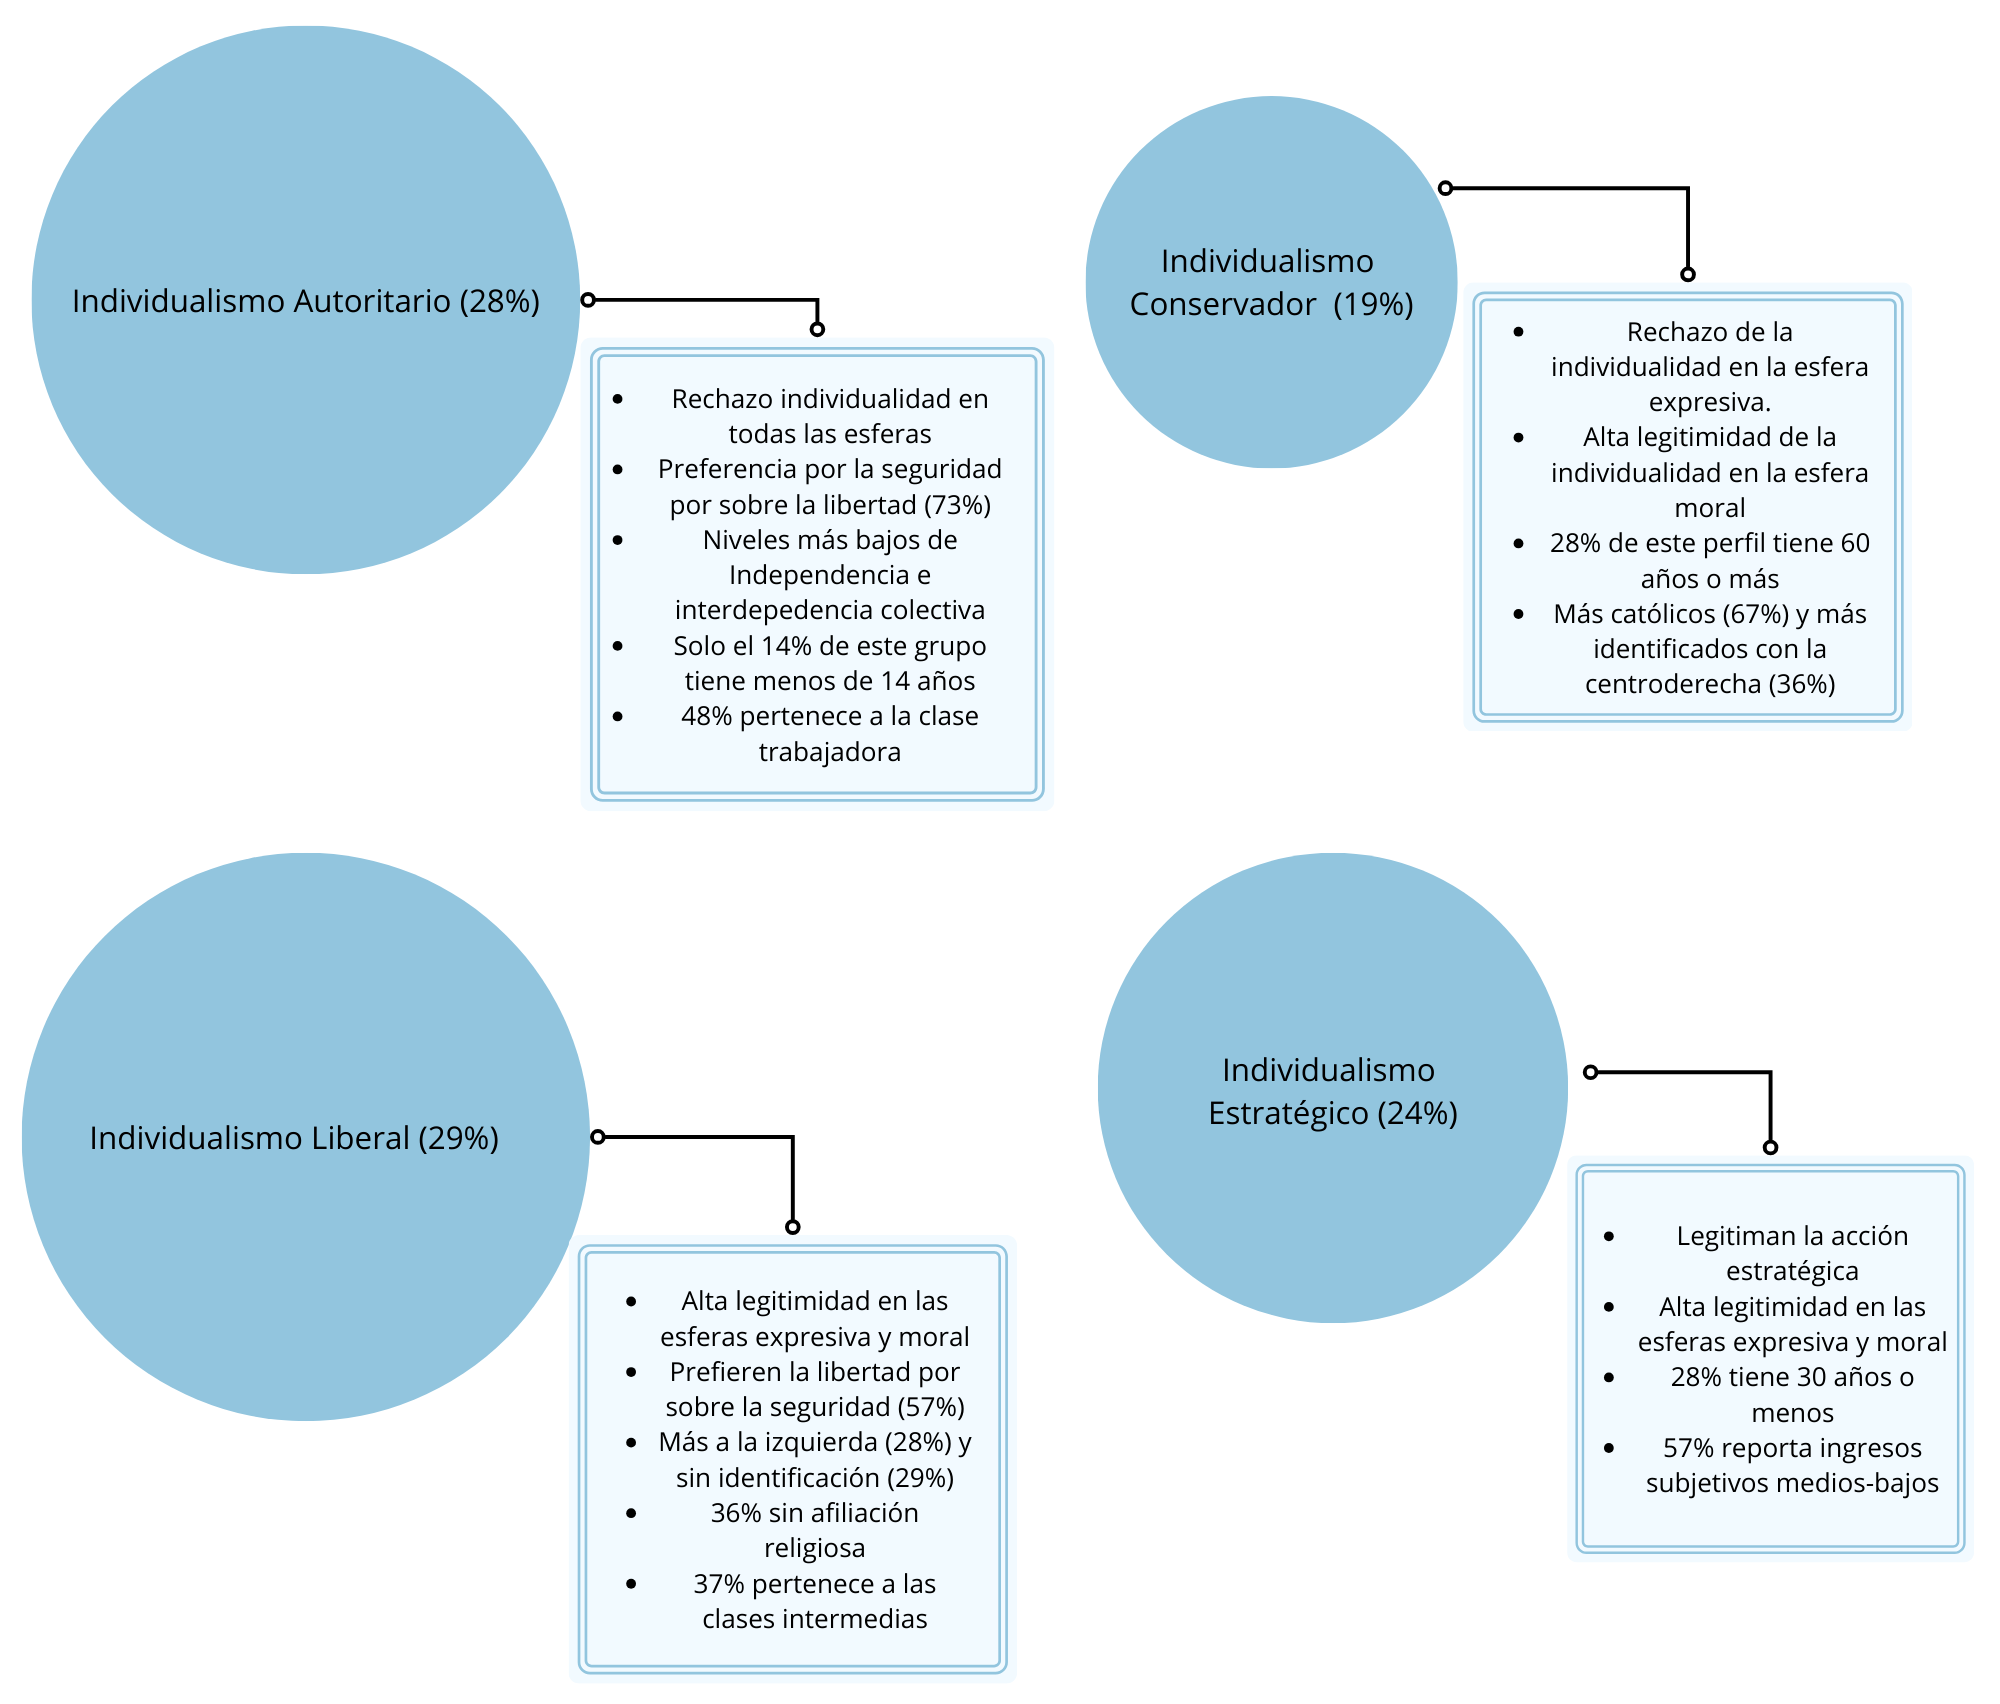 Individualismo Autoritario (28%)
• Rechazo individualidad en
todas las esferas
• Preferencia por la seguridad
por sobre la libertad (73%)
• Niveles más bajos de
Independencia e
interdepedencia colectiva
• Solo el 14% de este grupo
tiene menos de 14 años
• 48% pertenece a la clase
trabajadora
Individualismo
Conservador (19%)
• Rechazo de la
individualidad en la esfera
expresiva.
• Alta legitimidad de la
individualidad en la esfera
moral
• 28% de este perfil tiene 60
años o más
• Más católicos (67%) y más
identificados con la
centroderecha (36%)
Individualismo Liberal (29%)
• Alta legitimidad en las
esferas expresiva y moral
• Prefieren la libertad por
sobre la seguridad (57%)
• Más a la izquierda (28%) y
sin identificación (29%)
• 36% sin afiliación
religiosa
• 37% pertenece a las
clases intermedias
Individualismo
Estratégico (24%)
• Legitiman la acción
estratégica
• Alta legitimidad en las
esferas expresiva y moral
• 28% tiene 30 años o
menos
• 57% reporta ingresos
subjetivos medios-bajos